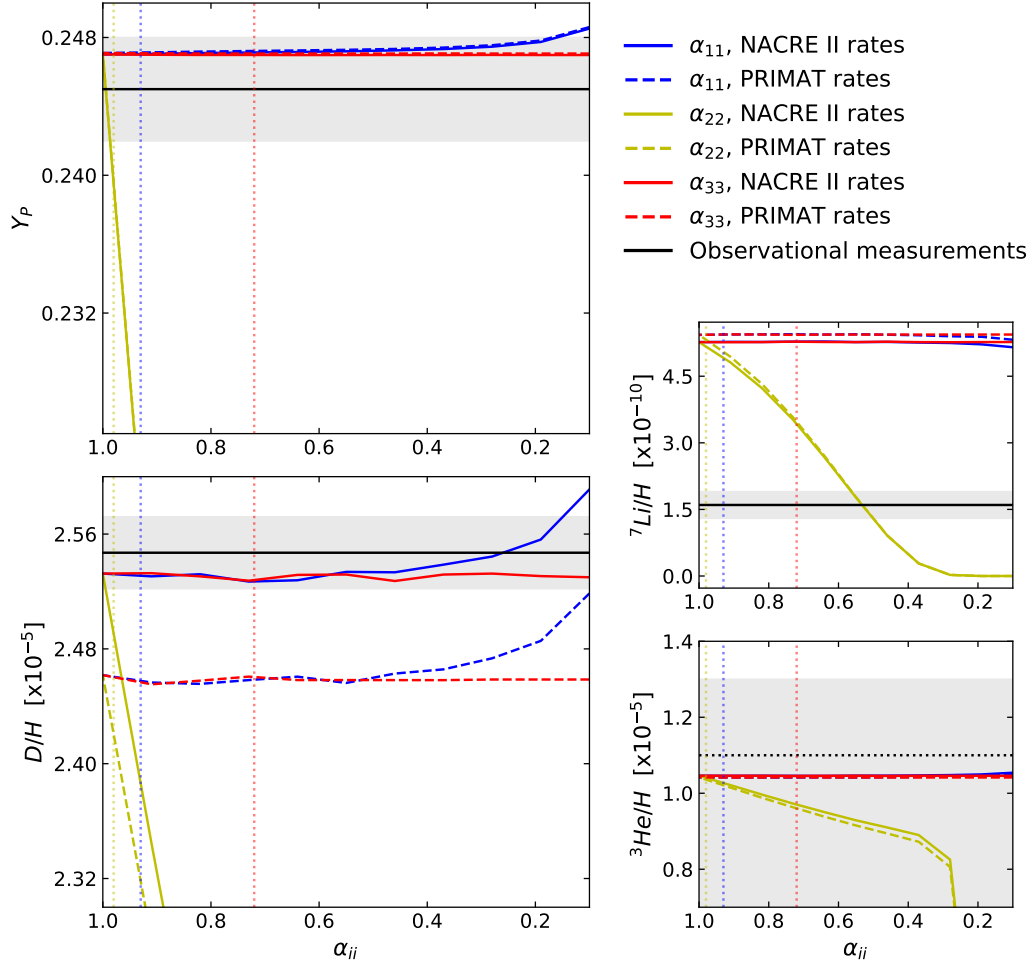 0.248
0.240
0.232
Y_P
1.0 0.8 0.6 0.4 0.2
α₁₁, NACRE II rates
α₁₁, PRIMAT rates
α₂₂, NACRE II rates
α₂₂, PRIMAT rates
α₃₃, NACRE II rates
α₃₃, PRIMAT rates
Observational measurements
2.56
2.48
2.40
2.32
D/H [x10⁻⁵]
1.0 0.8 0.6 0.4 0.2
α_ii
4.5
3.0
1.5
0.0
⁷Li/H [x10⁻¹⁰]
1.0 0.8 0.6 0.4 0.2
1.4
1.2
1.0
0.8
³He/H [x10⁻⁵]
1.0 0.8 0.6 0.4 0.2
α_ii